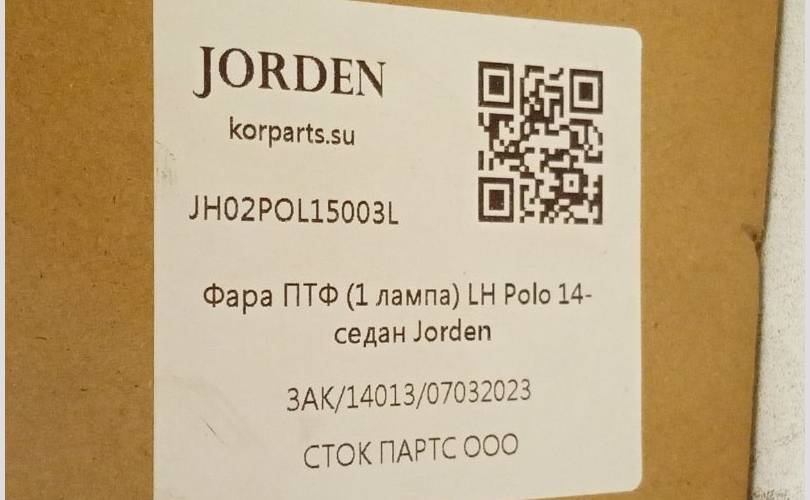 JORDEN
korparts.su
JH02POL15003L
Фара ПТФ (1 лампа) LH Polo 14-
седан Jorden
ЗАК/14013/07032023
СТОК ПАРТС ООО